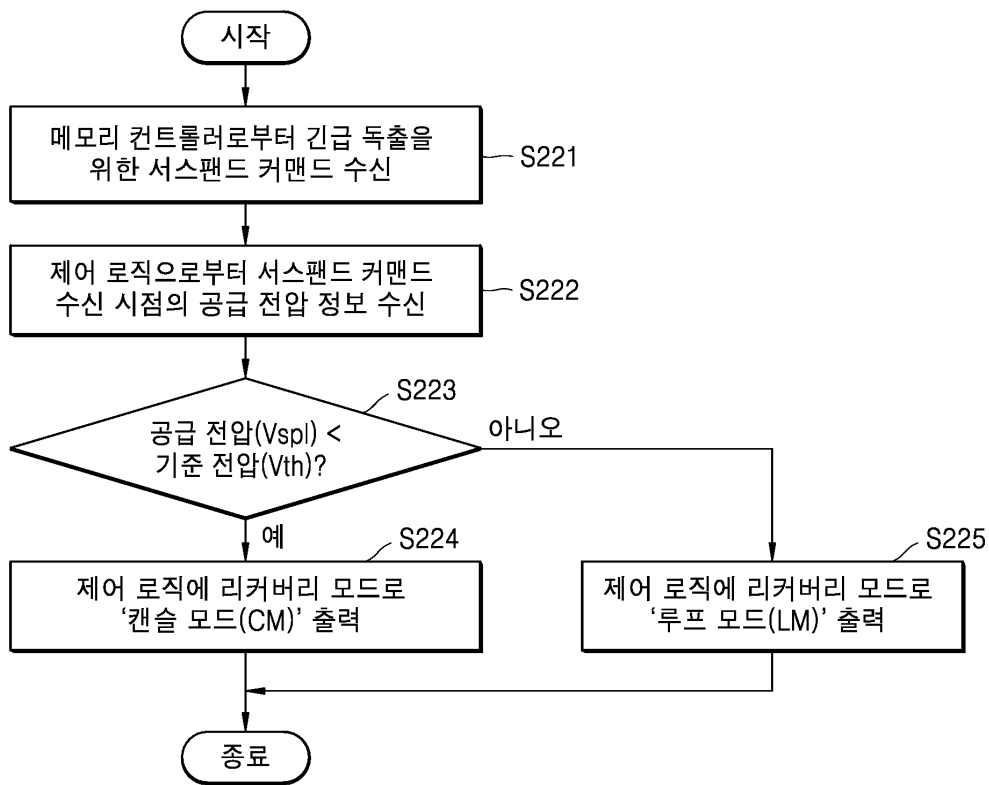 시작
메모리 컨트롤러로부터 긴급 독출을
위한 서스팬드 커맨드 수신
S221
제어 로직으로부터 서스팬드 커맨드
수신 시점의 공급 전압 정보 수신
S222
S223
공급 전압(Vspl) <
기준 전압(Vth)?
아니오
예
S224
제어 로직에 리커버리 모드로
‘캔슬 모드(CM)’ 출력
S225
제어 로직에 리커버리 모드로
‘루프 모드(LM)’ 출력
종료